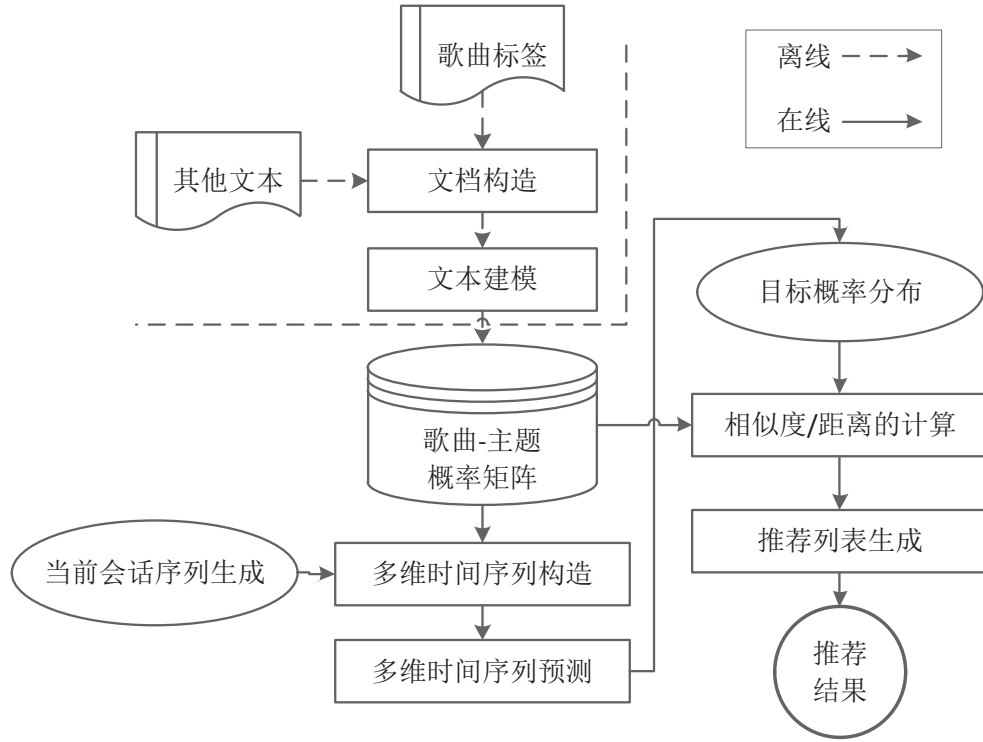 歌曲标签
离线
在线
其他文本
文档构造
文本建模
目标概率分布
歌曲-主题
概率矩阵
相似度/距离的计算
推荐列表生成
当前会话序列生成
多维时间序列构造
多维时间序列预测
推荐
结果